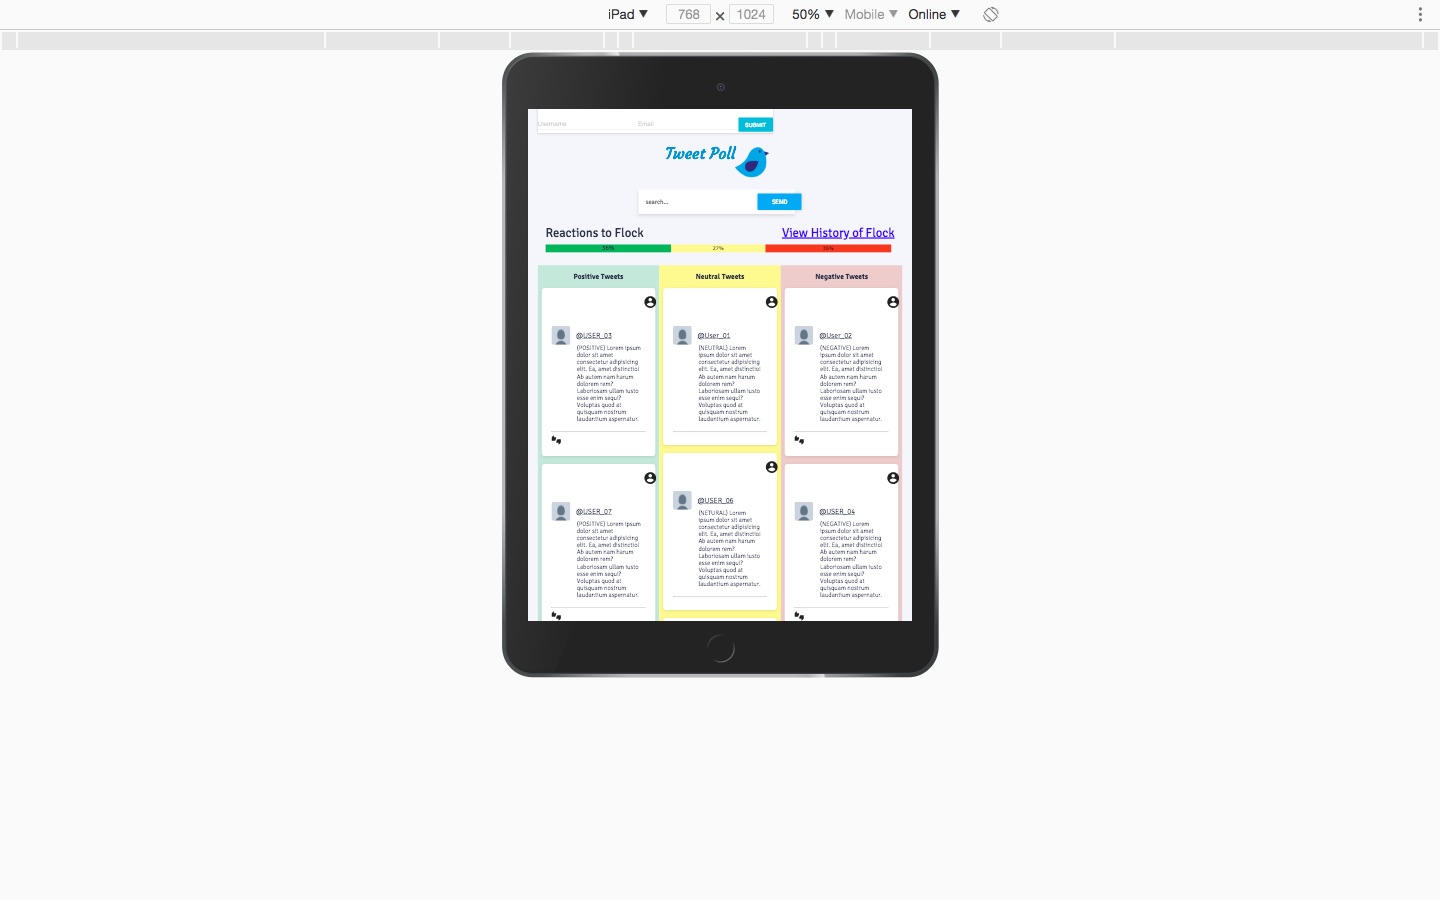 iPad ▼ 768 × 1024 50% ▼ Mobile ▼ Online ▼
Username Email SUBMIT
Tweet Poll
search... SEND
Reactions to Flock View History of Flock
36% 27% 36%
Positive Tweets Neutral Tweets Negative Tweets
@USER_03
(POSITIVE) Lorem ipsum
dolor sit amet
consectetur adipisicing
elit. Ea, amet distinctio!
Ab autem nam harum
dolorem rem?
Laboriosam ullam iusto
esse enim sequi?
Voluptas quod at
quisquam nostrum
laudantium aspernatur.
@User_01
(NEUTRAL) Lorem
ipsum dolor sit amet
consectetur adipisicing
elit. Ea, amet distinctio!
Ab autem nam harum
dolorem rem?
Laboriosam ullam iusto
esse enim sequi?
Voluptas quod at
quisquam nostrum
laudantium aspernatur.
@User_02
(NEGATIVE) Lorem
ipsum dolor sit amet
consectetur adipisicing
elit. Ea, amet distinctio!
Ab autem nam harum
dolorem rem?
Laboriosam ullam iusto
esse enim sequi?
Voluptas quod at
quisquam nostrum
laudantium aspernatur.
@USER_07
(POSITIVE) Lorem ipsum
dolor sit amet
consectetur adipisicing
elit. Ea, amet distinctio!
Ab autem nam harum
dolorem rem?
Laboriosam ullam iusto
esse enim sequi?
Voluptas quod at
quisquam nostrum
laudantium aspernatur.
@USER_06
(NETURAL) Lorem
ipsum dolor sit amet
consectetur adipisicing
elit. Ea, amet distinctio!
Ab autem nam harum
dolorem rem?
Laboriosam ullam iusto
esse enim sequi?
Voluptas quod at
quisquam nostrum
laudantium aspernatur.
@USER_04
(NEGATIVE) Lorem
ipsum dolor sit amet
consectetur adipisicing
elit. Ea, amet distinctio!
Ab autem nam harum
dolorem rem?
Laboriosam ullam iusto
esse enim sequi?
Voluptas quod at
quisquam nostrum
laudantium aspernatur.